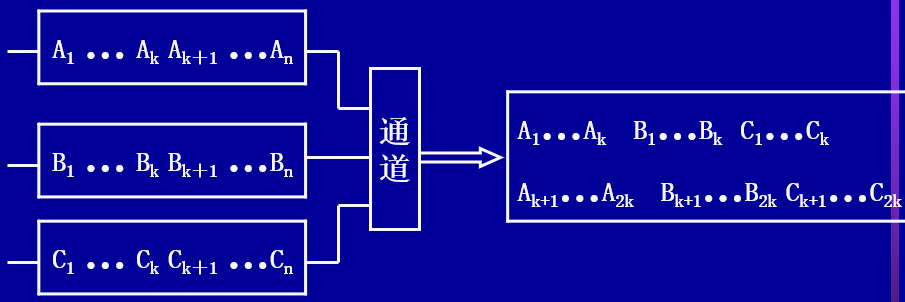 A₁ ••• Aₖ Aₖ₊₁ •••Aₙ
B₁ ••• Bₖ Bₖ₊₁ •••Bₙ
C₁ ••• Cₖ Cₖ₊₁ •••Cₙ
通
道
A₁•••Aₖ B₁•••Bₖ C₁•••Cₖ
Aₖ₊₁•••A₂ₖ Bₖ₊₁•••B₂ₖ Cₖ₊₁•••C₂ₖ